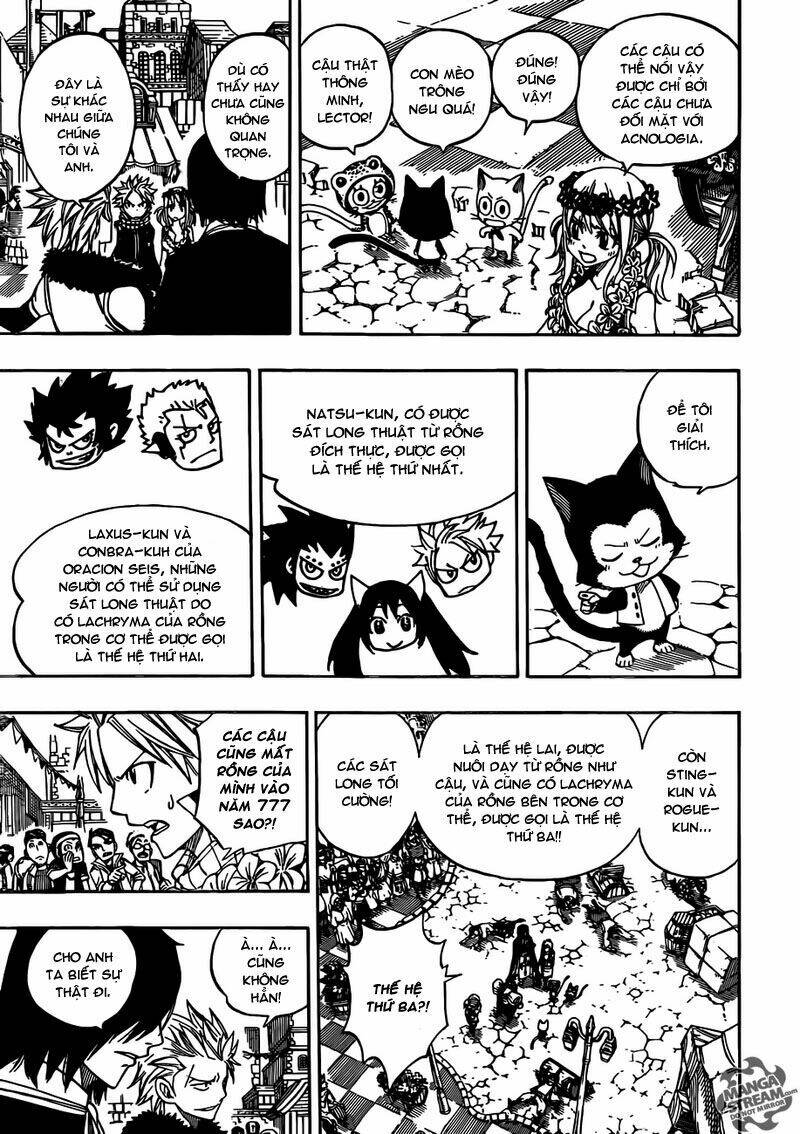 CÁC CẬU CÓ
THỂ NÓI VẬY
ĐƯỢC CHỈ BỞI
CÁC CẬU CHƯA
ĐỐI MẶT VỚI
ACNOLOGIA.
ĐÚNG!
ĐÚNG
VẬY!
CON MÈO
TRÔNG
NGU QUÁ!
CẬU THẬT
THÔNG
MINH,
LECTOR!
DÙ CÓ
THẤY HAY
CHƯA CŨNG
KHÔNG
QUAN
TRỌNG.
ĐÂY LÀ
SỰ KHÁC
NHAU GIỮA
CHÚNG
TÔI VÀ
ANH.
ĐỂ TÔI
GIẢI
THÍCH.
NATSU-KUN, CÓ ĐƯỢC
SÁT LONG THUẬT TỪ RỒNG
ĐÍCH THỰC, ĐƯỢC GỌI
LÀ THẾ HỆ THỨ NHẤT.
LAXUS-KUN VÀ
CONBRA-KUH CỦA
ORACION SEIS, NHỮNG
NGƯỜI CÓ THỂ SỬ DỤNG
SÁT LONG THUẬT DO
CÓ LACHRYMA CỦA RỒNG
TRONG CƠ THỂ ĐƯỢC GỌI
LÀ THẾ HỆ THỨ HAI.
CÒN
STING-
KUN VÀ
ROGUE-
KUN...
LÀ THẾ HỆ LAI, ĐƯỢC
NUÔI DẠY TỪ RỒNG NHƯ
CẬU, VÀ CŨNG CÓ LACHRYMA
CỦA RỒNG BÊN TRONG CƠ
THỂ, ĐƯỢC GỌI LÀ THẾ HỆ
THỨ BA!!
CÁC SÁT
LONG TỐI
CƯỜNG!
THẾ HỆ
THỨ BA?!
CÁC CẬU
CŨNG MẤT
RỒNG CỦA
MÌNH VÀO
NĂM 777
SAO?!
À... À...
CŨNG
KHÔNG
HẲN!
CHO ANH
TA BIẾT SỰ
THẬT ĐI.
MANGA
STREAM.com
DO NOT MIRROR!